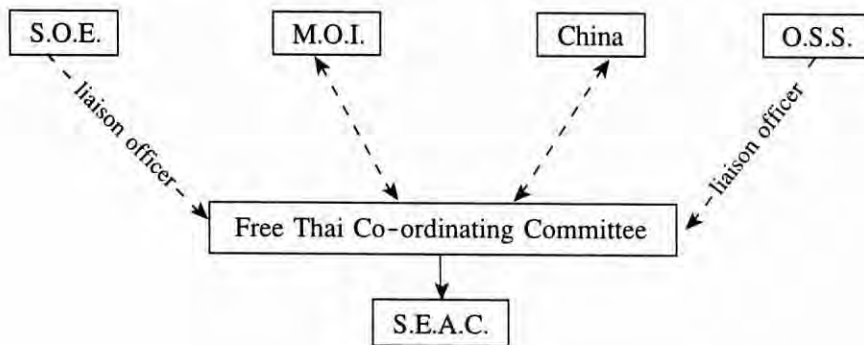 S.O.E.
M.O.I.
China
O.S.S.
liaison officer
liaison officer
Free Thai Co-ordinating Committee
S.E.A.C.